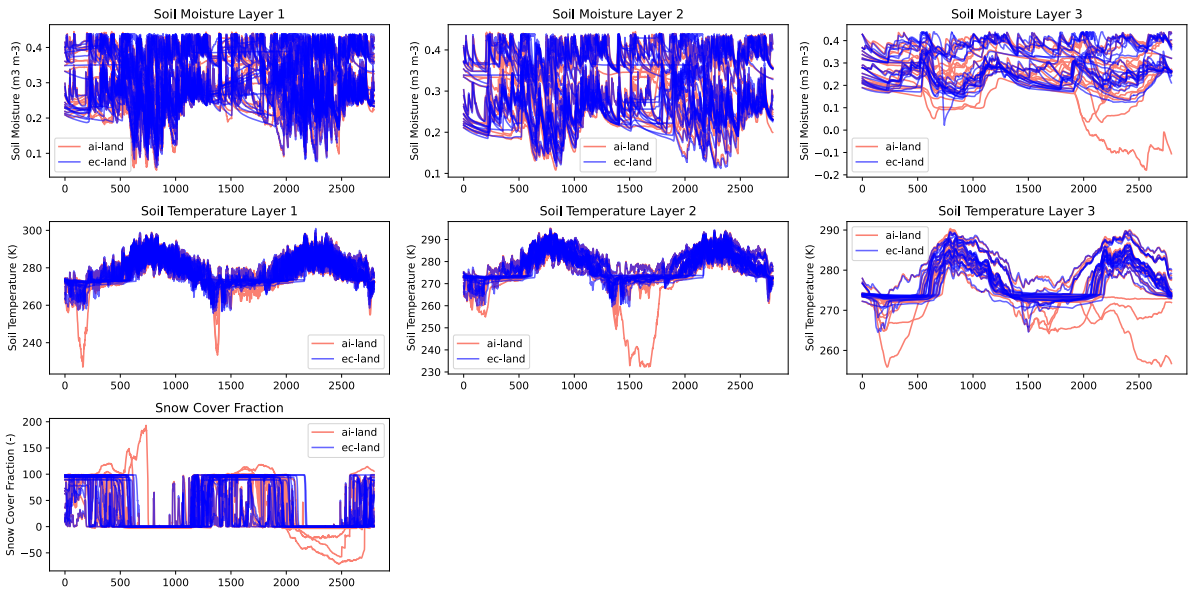 Soil Moisture Layer 1
Soil Moisture (m3 m-3)
0.4
0.3
0.2
0.1
ai-land
ec-land
0 500 1000 1500 2000 2500
Soil Moisture Layer 2
Soil Moisture (m3 m-3)
0.4
0.3
0.2
0.1
ai-land
ec-land
0 500 1000 1500 2000 2500
Soil Moisture Layer 3
Soil Moisture (m3 m-3)
0.4
0.3
0.2
0.1
0.0
−0.1
−0.2
ai-land
ec-land
0 500 1000 1500 2000 2500
Soil Temperature Layer 1
Soil Temperature (K)
300
280
260
240
ai-land
ec-land
0 500 1000 1500 2000 2500
Soil Temperature Layer 2
Soil Temperature (K)
290
280
270
260
250
240
230
ai-land
ec-land
0 500 1000 1500 2000 2500
Soil Temperature Layer 3
Soil Temperature (K)
290
280
270
260
ai-land
ec-land
0 500 1000 1500 2000 2500
Snow Cover Fraction
Snow Cover Fraction (-)
200
150
100
50
0
−50
ai-land
ec-land
0 500 1000 1500 2000 2500